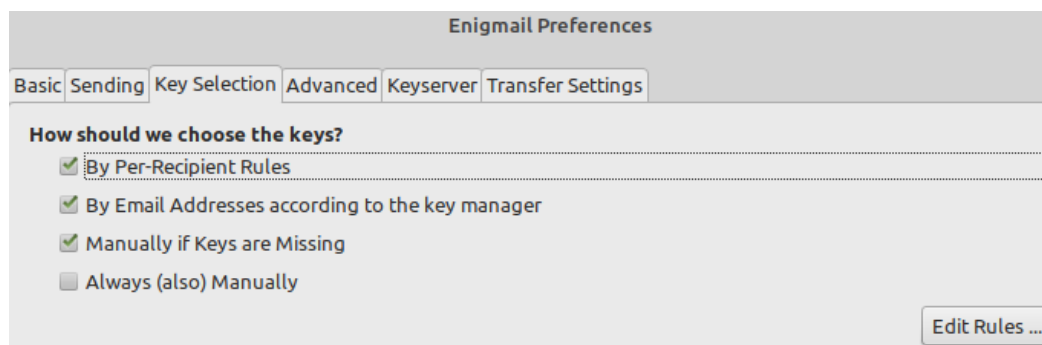 Enigmail Preferences
Basic Sending Key Selection Advanced Keyserver Transfer Settings
How should we choose the keys?
By Per-Recipient Rules
By Email Addresses according to the key manager
Manually if Keys are Missing
Always (also) Manually
Edit Rules ...